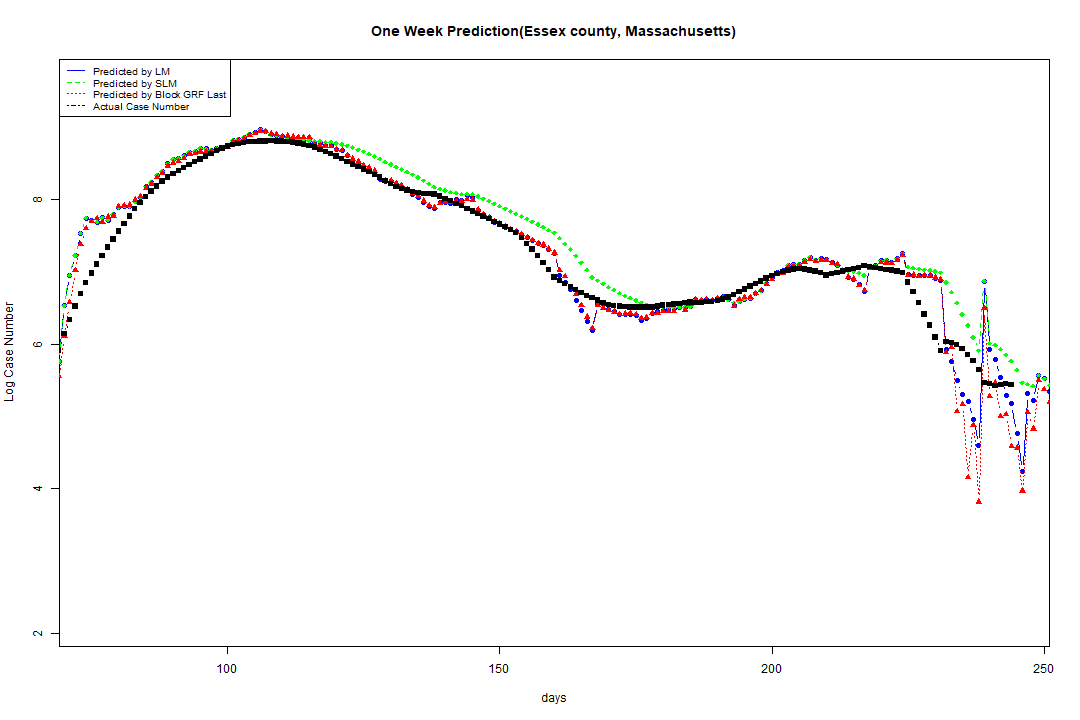 One Week Prediction(Essex county, Massachusetts)
Predicted by LM
Predicted by SLM
Predicted by Block GRF Last
Actual Case Number
Log Case Number
8
6
4
2
100
150
200
250
days